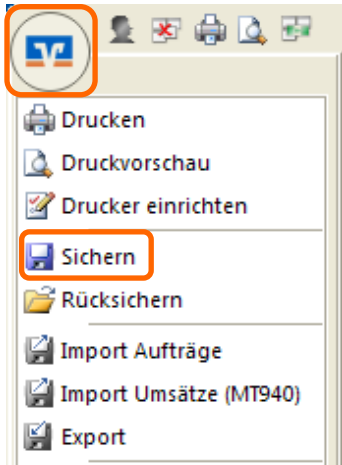 Drucken
Druckvorschau
Drucker einrichten
Sichern
Rücksichern
Import Aufträge
Import Umsätze (MT940)
Export